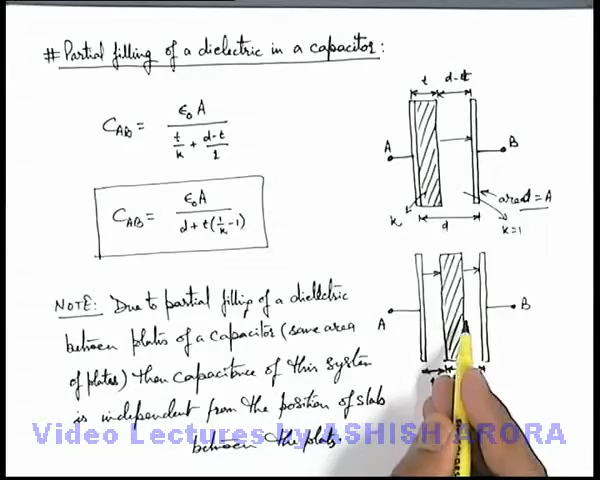 # Partial filling of a dielectric in a capacitor:
C_AB = ε₀A / (t/k + (d-t)/1)
C_AB = ε₀A / (d + t(1/k - 1))
NOTE: Due to partial filling of a dielectric
between plates of a capacitor (same area
of plates) then capacitance of this system
is independent from the position of slab
between the plates.
t d-t
A B
area = A
k d k=1
A B
Video Lectures by ASHISH ARORA